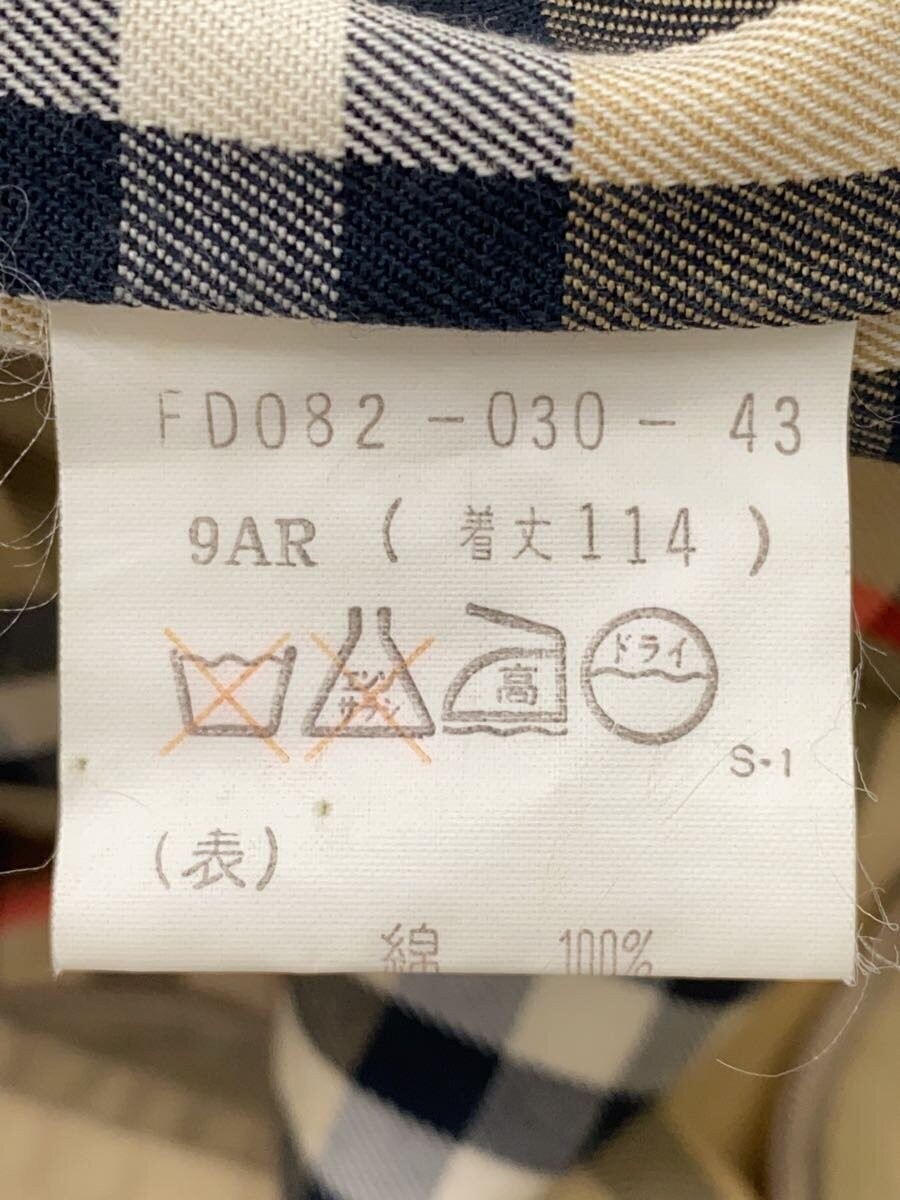 FD082-030-43
9AR (着丈114)
エンソ
サラシ
高
ドライ
S・1
(表)
綿 100%